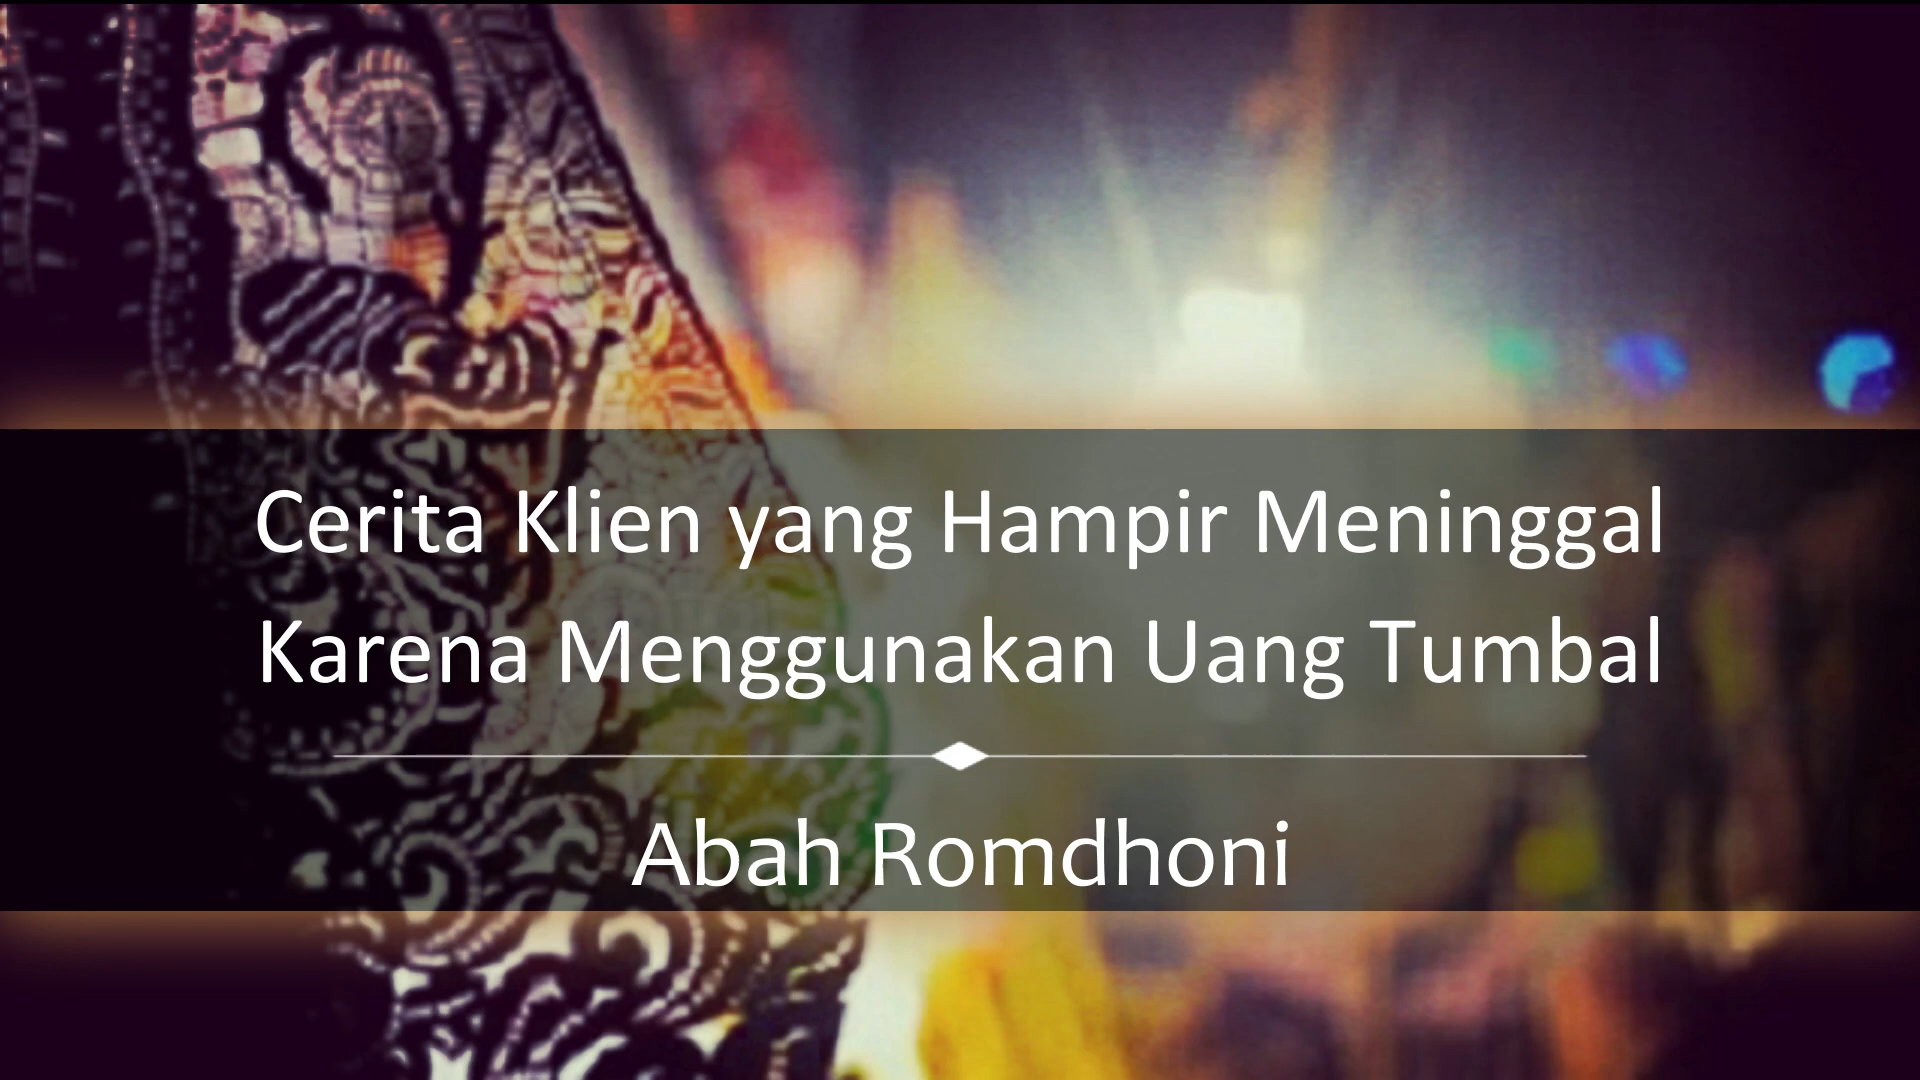 Cerita Klien yang Hampir Meninggal
Karena Menggunakan Uang Tumbal
Abah Romdhoni